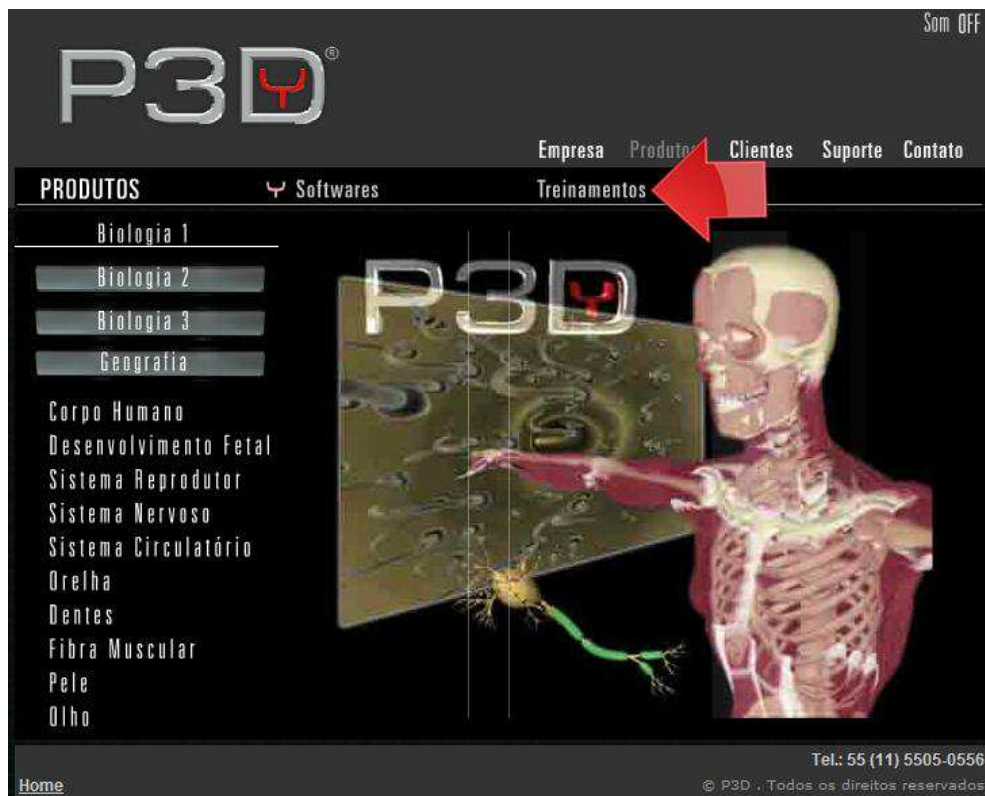 Som OFF
P3D®
Empresa Produtos Clientes Suporte Contato
PRODUTOS Softwares Treinamentos
Biologia 1
Biologia 2
Biologia 3
Geografia
P3D
Corpo Humano
Desenvolvimento Fetal
Sistema Reprodutor
Sistema Nervoso
Sistema Circulatório
Orelha
Dentes
Fibra Muscular
Pele
Olho
Tel.: 55 (11) 5505-0556
Home © P3D . Todos os direitos reservados